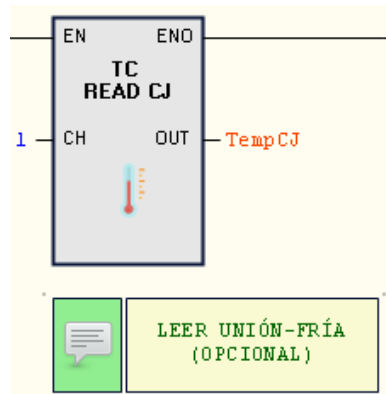 EN ENO
TC
READ CJ
1 CH OUT TempCJ
LEER UNIÓN-FRÍA
(OPCIONAL)